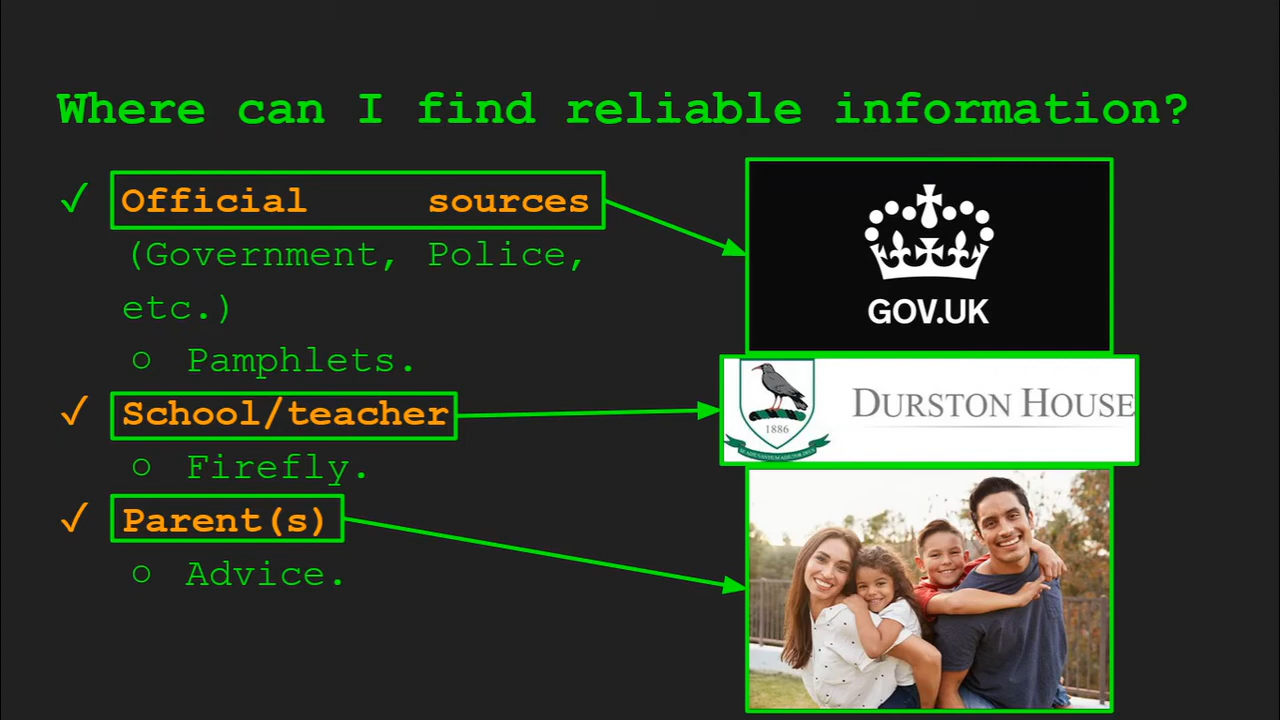 Where can I find reliable information?
✓ Official sources
(Government, Police,
etc.)
○ Pamphlets.
✓ School/teacher
○ Firefly.
✓ Parent(s)
○ Advice.
GOV.UK
DURSTON HOUSE
1886